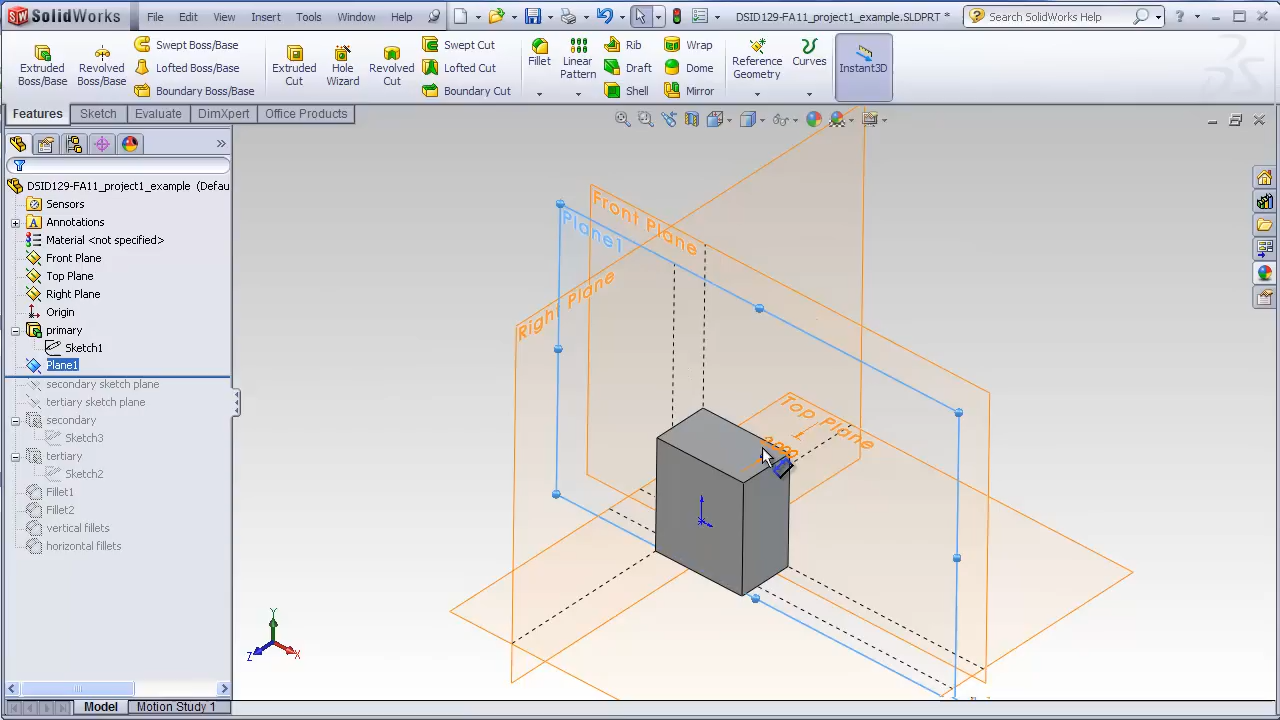 SolidWorks File Edit View Insert Tools Window Help DSID129-FA11_project1_example.SLDPRT * Search SolidWorks Help ?
Extruded Boss/Base
Revolved Boss/Base
Swept Boss/Base
Lofted Boss/Base
Boundary Boss/Base
Extruded Cut
Hole Wizard
Revolved Cut
Swept Cut
Lofted Cut
Boundary Cut
Fillet
Linear Pattern
Rib
Draft
Shell
Wrap
Dome
Mirror
Reference Geometry
Curves
Instant3D
Features Sketch Evaluate DimXpert Office Products
DSID129-FA11_project1_example (Defau
Sensors
Annotations
Material <not specified>
Front Plane
Top Plane
Right Plane
Origin
primary
Sketch1
Plane1
secondary sketch plane
tertiary sketch plane
secondary
Sketch3
tertiary
Sketch2
Fillet1
Fillet2
vertical fillets
horizontal fillets
Front Plane
Plane1
Right Plane
Top Plane
Y
Z
X
Model Motion Study 1